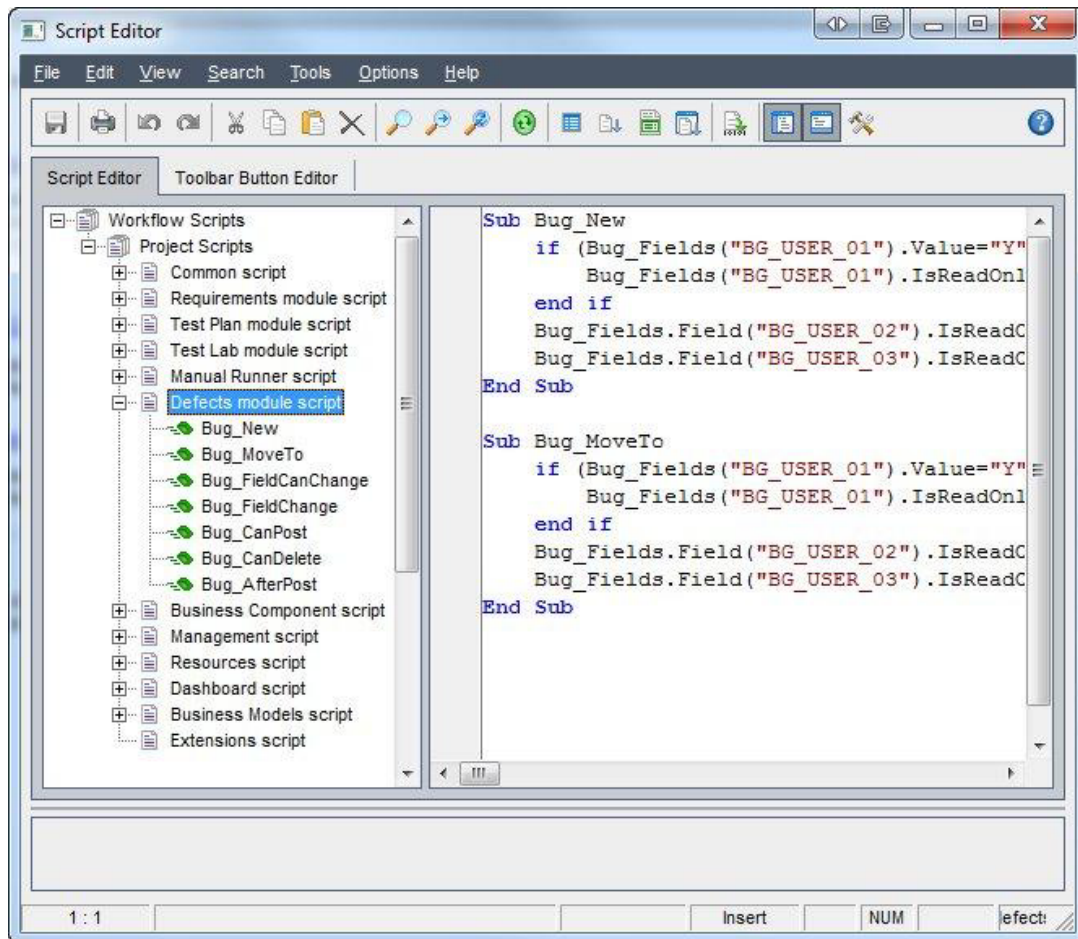 Script Editor
File Edit View Search Tools Options Help
Script Editor Toolbar Button Editor
Workflow Scripts
Project Scripts
Common script
Requirements module script
Test Plan module script
Test Lab module script
Manual Runner script
Defects module script
Bug_New
Bug_MoveTo
Bug_FieldCanChange
Bug_FieldChange
Bug_CanPost
Bug_CanDelete
Bug_AfterPost
Business Component script
Management script
Resources script
Dashboard script
Business Models script
Extensions script
Sub Bug_New
if (Bug_Fields("BG_USER_01").Value="Y"
Bug_Fields("BG_USER_01").IsReadOnl
end if
Bug_Fields.Field("BG_USER_02").IsReadO
Bug_Fields.Field("BG_USER_03").IsReadO
End Sub
Sub Bug_MoveTo
if (Bug_Fields("BG_USER_01").Value="Y"
Bug_Fields("BG_USER_01").IsReadOnl
end if
Bug_Fields.Field("BG_USER_02").IsReadO
Bug_Fields.Field("BG_USER_03").IsReadO
End Sub
1 : 1 Insert NUM efect